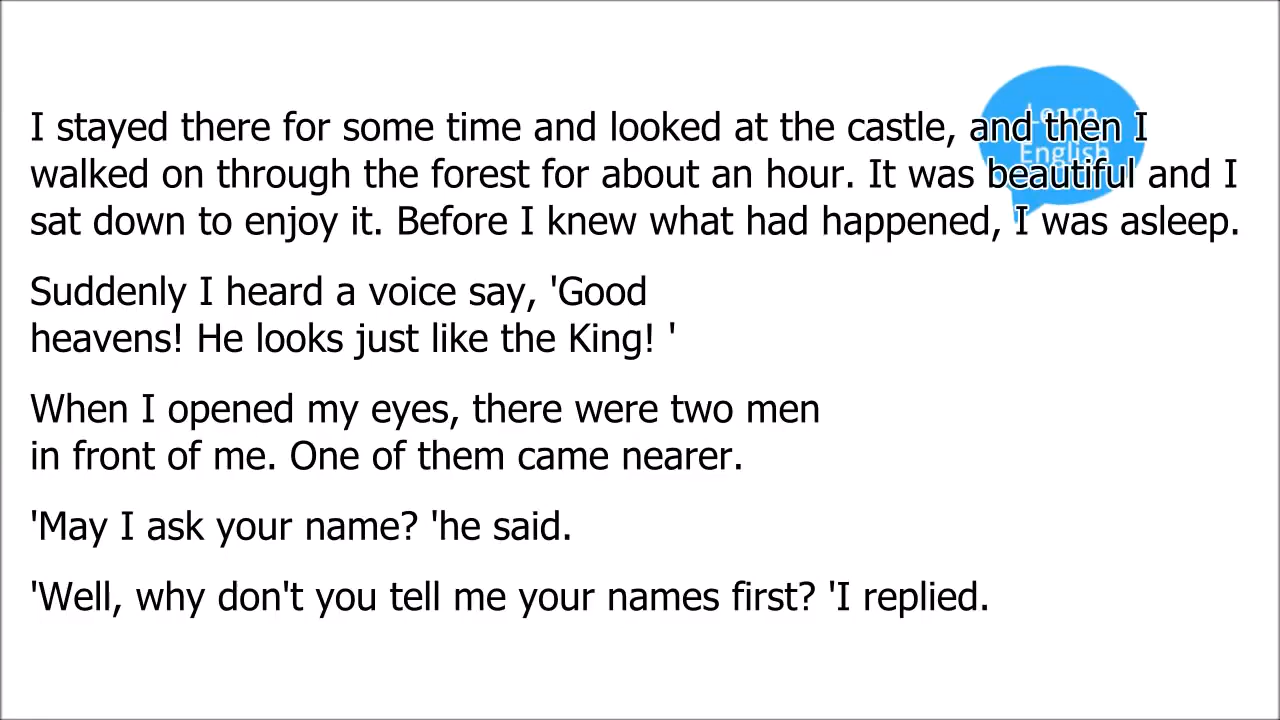 I stayed there for some time and looked at the castle, and then I
walked on through the forest for about an hour. It was beautiful and I
sat down to enjoy it. Before I knew what had happened, I was asleep.
Suddenly I heard a voice say, 'Good
heavens! He looks just like the King! '
When I opened my eyes, there were two men
in front of me. One of them came nearer.
'May I ask your name? 'he said.
'Well, why don't you tell me your names first? 'I replied.
Learn
English